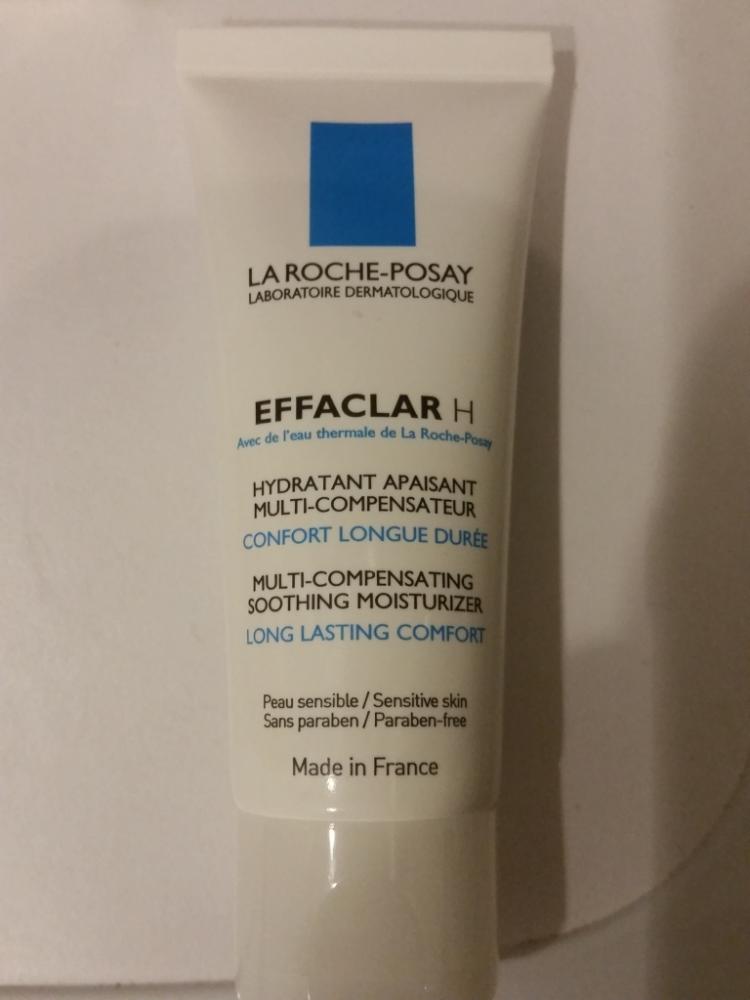 LA ROCHE-POSAY
LABORATOIRE DERMATOLOGIQUE
EFFACLAR H
Avec de l'eau thermale de La Roche-Posay
HYDRATANT APAISANT
MULTI-COMPENSATEUR
CONFORT LONGUE DURÉE
MULTI-COMPENSATING
SOOTHING MOISTURIZER
LONG LASTING COMFORT
Peau sensible / Sensitive skin
Sans paraben / Paraben-free
Made in France